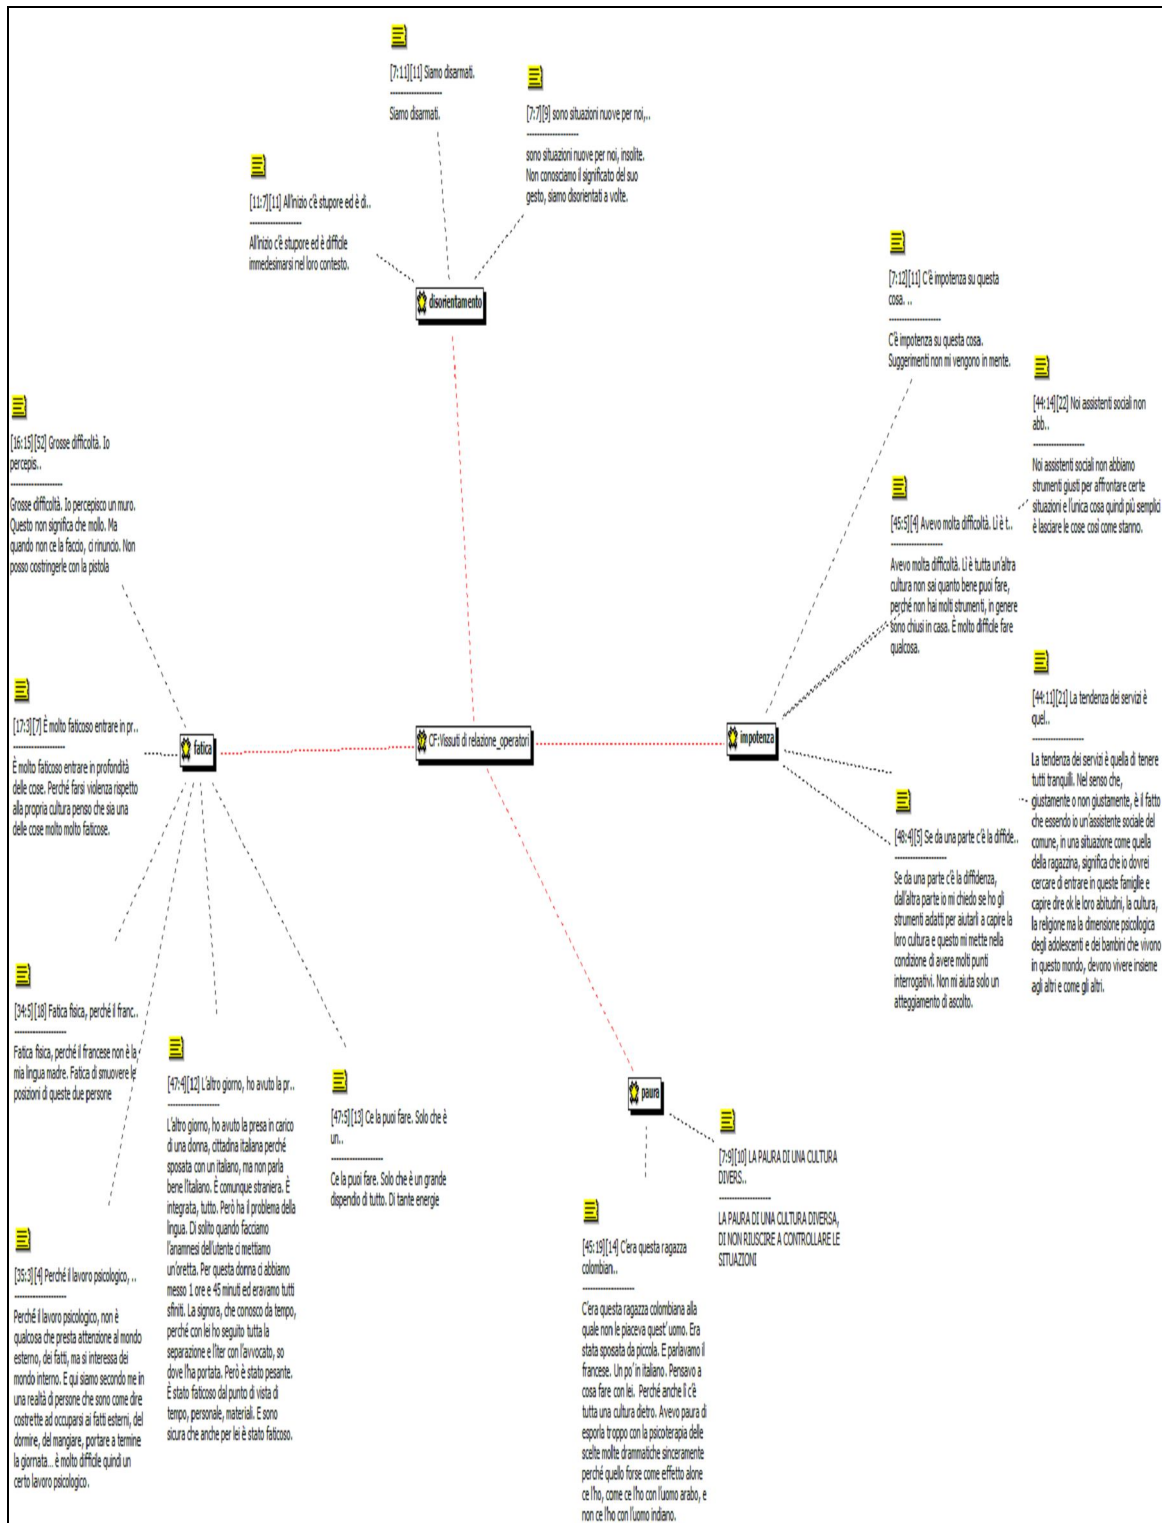 [7:11][11] Siamo disarmati.
--------------------
Siamo disarmati.
[7:7][9] sono situazioni nuove per noi,..
--------------------
sono situazioni nuove per noi, insolite.
Non conosciamo il significato del suo
gesto, siamo disorientati a volte.
[11:7][11] All'inizio c'è stupore ed è di..
--------------------
All'inizio c'è stupore ed è difficile
immedesimarsi nel loro contesto.
disorientamento
[7:12][11] C'è impotenza su questa
cosa. ..
--------------------
C'è impotenza su questa cosa.
Suggerimenti non mi vengono in mente.
[44:14][22] Noi assistenti sociali non
abb..
--------------------
Noi assistenti sociali non abbiamo
strumenti giusti per affrontare certe
situazioni e l'unica cosa quindi più semplici
è lasciare le cose così come stanno.
[16:15][52] Grosse difficoltà. Io
percepis..
--------------------
Grosse difficoltà. Io percepisco un muro.
Questo non significa che mollo. Ma
quando non ce la faccio, ci rinuncio. Non
posso costringerle con la pistola
[45:5][4] Avevo molta difficoltà. Lì è t..
--------------------
Avevo molta difficoltà. Lì è tutta un'altra
cultura non sai quanto bene puoi fare,
perché non hai molti strumenti, in genere
sono chiusi in casa. È molto difficile fare
qualcosa.
[17:3][7] È molto faticoso entrare in pr..
--------------------
È molto faticoso entrare in profondità
delle cose. Perché farsi violenza rispetto
alla propria cultura penso che sia una
delle cose molto molto faticose.
fatica
CF:Vissuti di relazione_operatori
impotenza
[44:11][21] La tendenza dei servizi è
quel..
--------------------
La tendenza dei servizi è quella di tenere
tutti tranquilli. Nel senso che,
giustamente o non giustamente, è il fatto
che essendo io un'assistente sociale del
comune, in una situazione come quella
della ragazzina, significa che io dovrei
cercare di entrare in queste famiglie e
capire dire ok le loro abitudini, la cultura,
la religione ma la dimensione psicologica
degli adolescenti e dei bambini che vivono
in questo mondo, devono vivere insieme
agli altri e come gli altri.
[48:4][5] Se da una parte c'è la diffide..
--------------------
Se da una parte c'è la diffidenza,
dall'altra parte io mi chiedo se ho gli
strumenti adatti per aiutarli a capire la
loro cultura e questo mi mette nella
condizione di avere molti punti
interrogativi. Non mi aiuta solo un
atteggiamento di ascolto.
[34:5][18] Fatica fisica, perché il franc..
--------------------
Fatica fisica, perché il francese non è la
mia lingua madre. Fatica di smuovere le
posizioni di queste due persone
[47:4][12] L'altro giorno, ho avuto la pr..
--------------------
L'altro giorno, ho avuto la presa in carico
di una donna, cittadina italiana perché
sposata con un italiano, ma non parla
bene l'italiano. È comunque straniera. È
integrata, tutto. Però ha il problema della
lingua. Di solito quando facciamo
l'anamnesi dell'utente ci mettiamo
un'oretta. Per questa donna ci abbiamo
messo 1 ore e 45 minuti ed eravamo tutti
sfiniti. La signora, che conosco da tempo,
perché con lei ho seguito tutta la
separazione e l'iter con l'avvocato, so
dove l'ha portata. Però è stato pesante.
È stato faticoso dal punto di vista di
tempo, personale, materiali. E sono
sicura che anche per lei è stato faticoso.
[47:5][13] Ce la puoi fare. Solo che è
un..
--------------------
Ce la puoi fare. Solo che è un grande
dispendio di tutto. Di tante energie
paura
[7:9][10] LA PAURA DI UNA CULTURA
DIVERS..
--------------------
LA PAURA DI UNA CULTURA DIVERSA,
DI NON RIUSCIRE A CONTROLLARE LE
SITUAZIONI
[45:19][14] C'era questa ragazza
colombian..
--------------------
C'era questa ragazza colombiana alla
quale non le piaceva quest' uomo. Era
stata sposata da piccola. E parlavamo il
francese. Un po' in italiano. Pensavo a
cosa fare con lei. Perché anche lì c'è
tutta una cultura dietro. Avevo paura di
esporla troppo con la psicoterapia delle
scelte molte drammatiche sinceramente
perché quello forse come effetto alone
ce l'ho, come ce l'ho con l'uomo arabo, e
non ce l'ho con l'uomo indiano.
[35:3][4] Perché il lavoro psicologico, ..
--------------------
Perché il lavoro psicologico, non è
qualcosa che presta attenzione al mondo
esterno, dei fatti, ma si interessa dei
mondo interno. E qui siamo secondo me in
una realtà di persone che sono come dire
costrette ad occuparsi ai fatti esterni, del
dormire, del mangiare, portare a termine
la giornata... è molto difficile quindi un
certo lavoro psicologico.